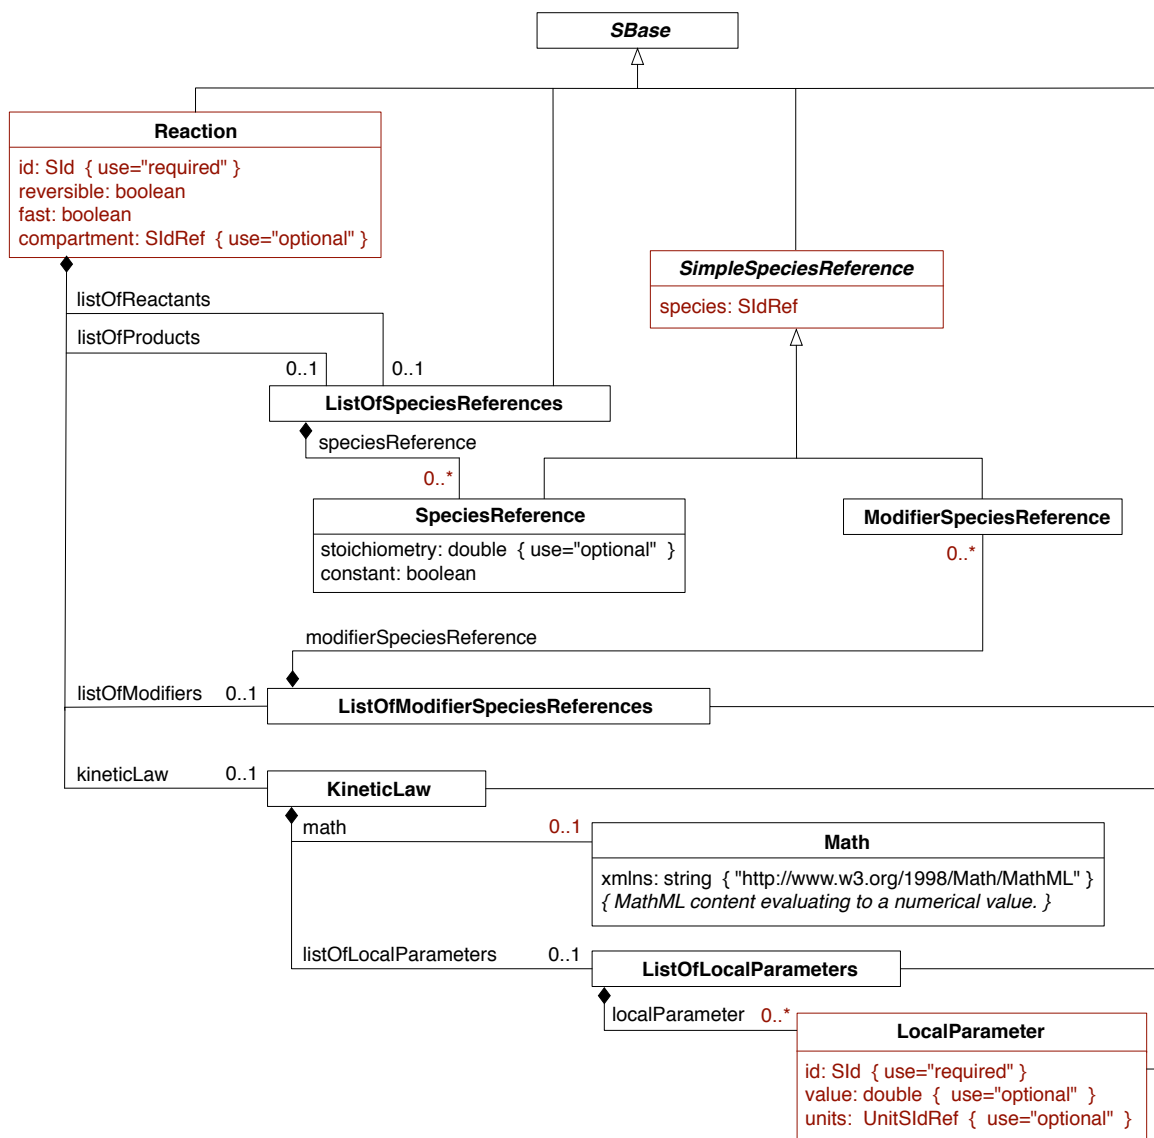 SBase
Reaction
id: SId { use="required" }
reversible: boolean
fast: boolean
compartment: SIdRef { use="optional" }
SimpleSpeciesReference
species: SIdRef
listOfReactants
listOfProducts
0..1 0..1
ListOfSpeciesReferences
speciesReference
0..*
SpeciesReference
stoichiometry: double { use="optional" }
constant: boolean
ModifierSpeciesReference
0..*
modifierSpeciesReference
listOfModifiers 0..1
ListOfModifierSpeciesReferences
kineticLaw 0..1
KineticLaw
math 0..1
Math
xmlns: string { "http://www.w3.org/1998/Math/MathML" }
{ MathML content evaluating to a numerical value. }
listOfLocalParameters 0..1
ListOfLocalParameters
localParameter 0..*
LocalParameter
id: SId { use="required" }
value: double { use="optional" }
units: UnitSIdRef { use="optional" }